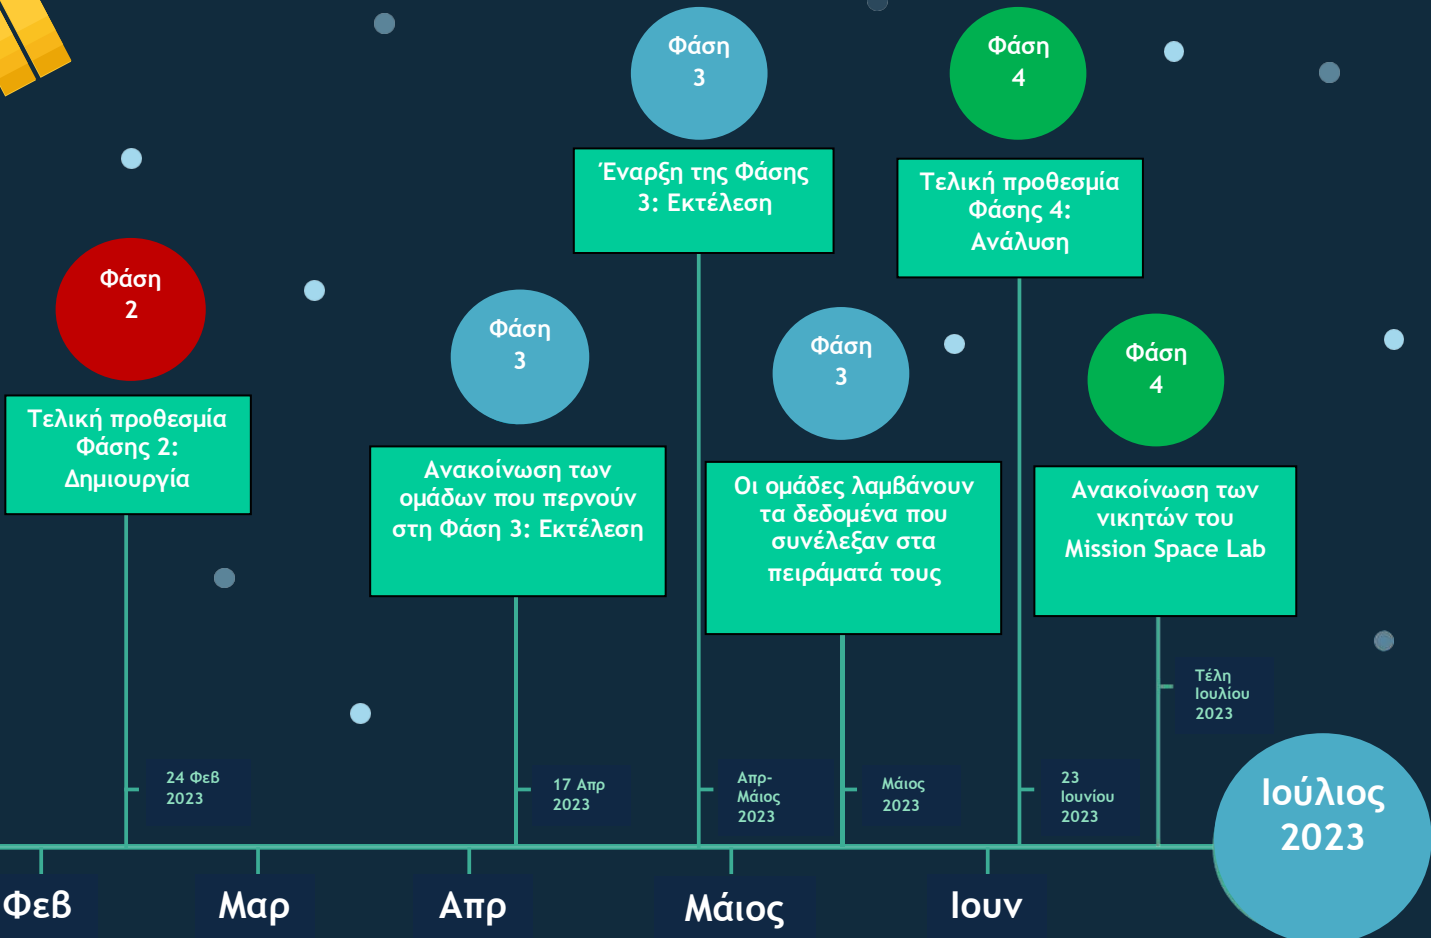 Φάση
2
Τελική προθεσμία
Φάσης 2:
Δημιουργία
24 Φεβ
2023
Φάση
3
Ανακοίνωση των
ομάδων που περνούν
στη Φάση 3: Εκτέλεση
17 Απρ
2023
Φάση
3
Έναρξη της Φάσης
3: Εκτέλεση
Απρ-
Μάιος
2023
Φάση
3
Οι ομάδες λαμβάνουν
τα δεδομένα που
συνέλεξαν στα
πειράματά τους
Μάιος
2023
Φάση
4
Τελική προθεσμία
Φάσης 4:
Ανάλυση
23
Ιουνίου
2023
Φάση
4
Ανακοίνωση των
νικητών του
Mission Space Lab
Τέλη
Ιουλίου
2023
Φεβ
Μαρ
Απρ
Μάιος
Ιουν
Ιούλιος
2023